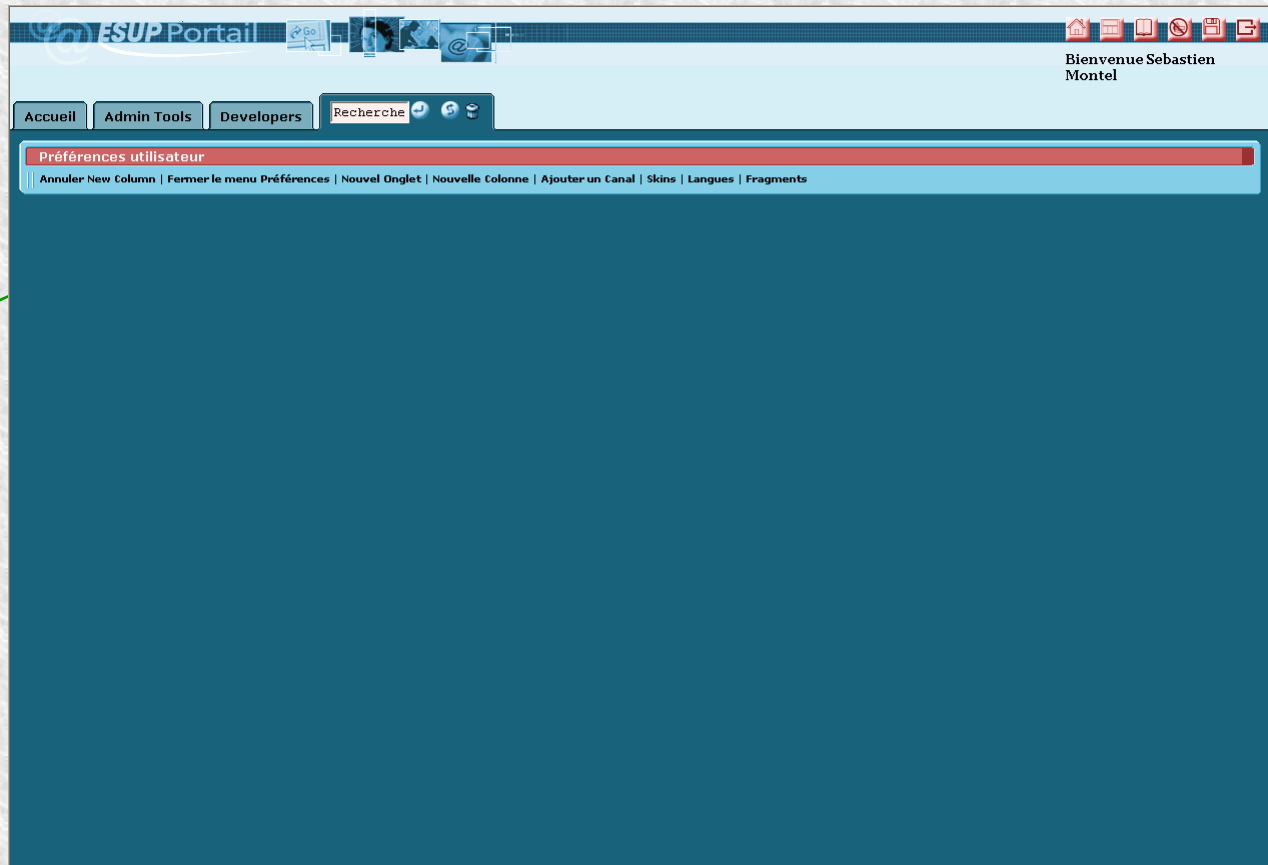 ESUP Portail
Go
@
Bienvenue Sebastien
Montel
Accueil Admin Tools Developers Recherche
Préférences utilisateur
Annuler New Column | Fermer le menu Préférences | Nouvel Onglet | Nouvelle Colonne | Ajouter un Canal | Skins | Langues | Fragments